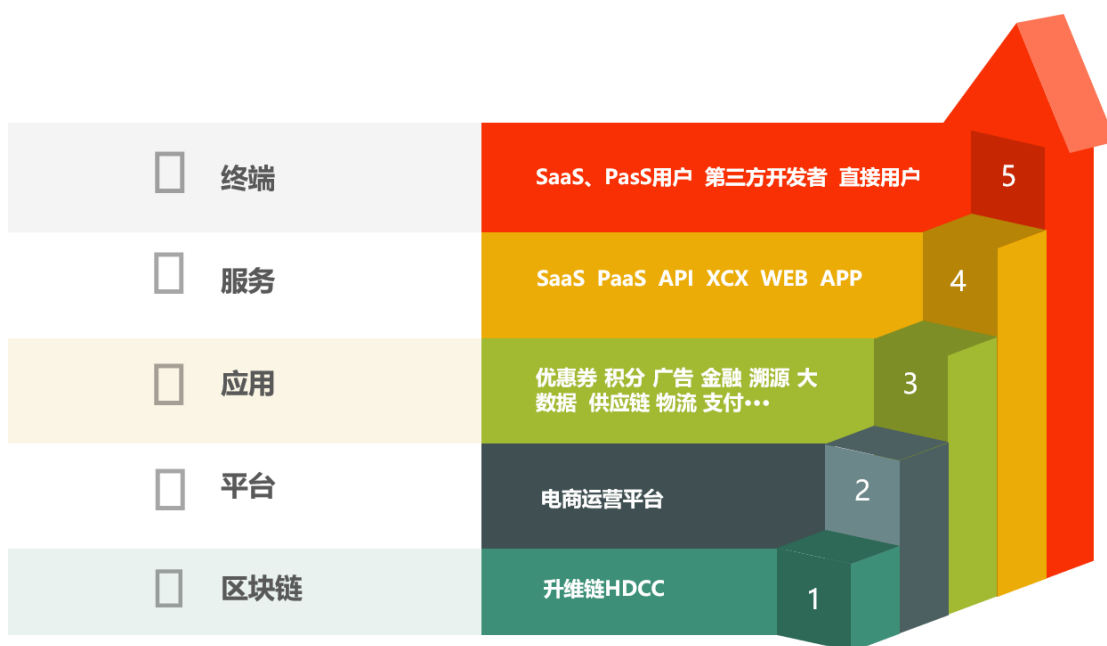 终端
SaaS、PasS用户 第三方开发者 直接用户
5
服务
SaaS PaaS API XCX WEB APP
4
应用
优惠券 积分 广告 金融 溯源 大
数据 供应链 物流 支付···
3
平台
电商运营平台
2
区块链
升维链HDCC
1